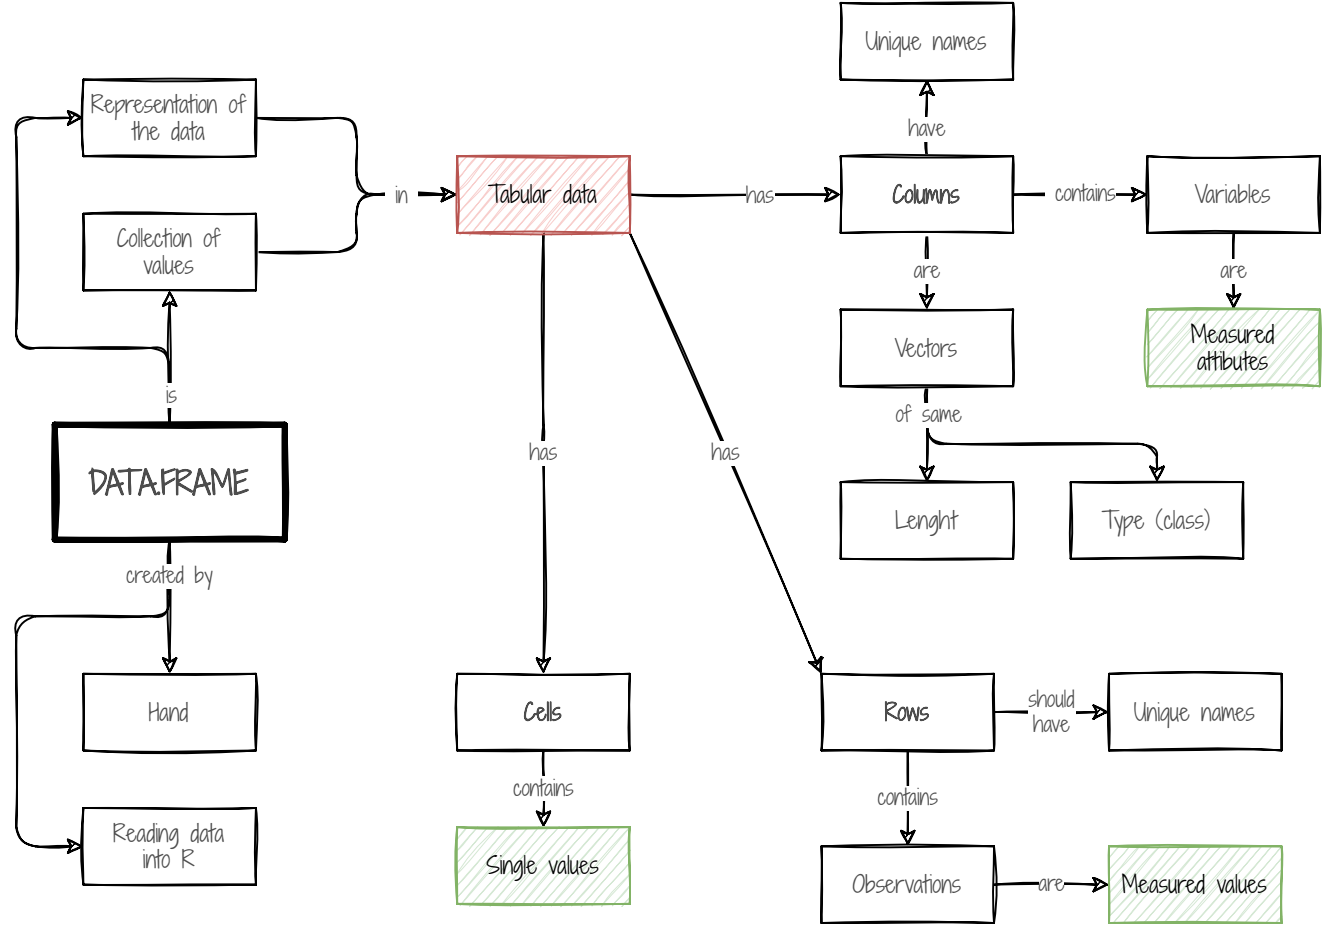 Unique names
Representation of
the data
have
in
Tabular data
has
Columns
contains
Variables
Collection of
values
are
are
Vectors
Measured
attibutes
is
of same
DATA.FRAME
has
has
Lenght
Type (class)
created by
Hand
Cells
Rows
should
have
Unique names
contains
contains
Reading data
into R
Single values
Observations
are
Measured values